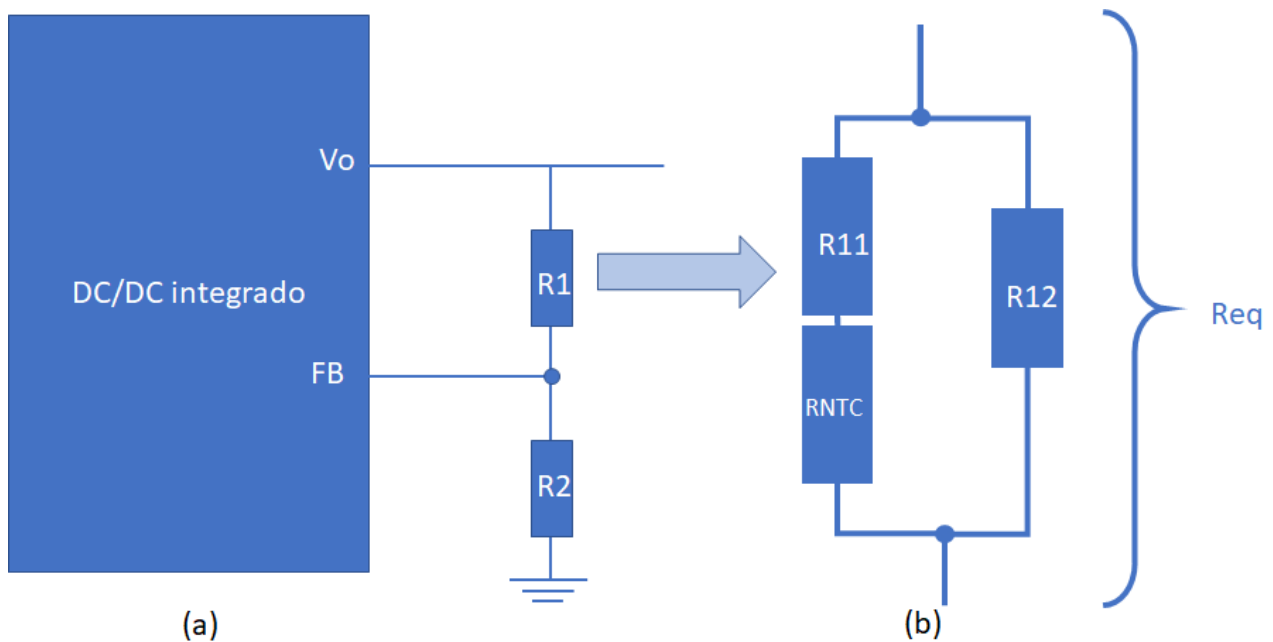 Vo
R1
DC/DC integrado
FB
R2
(a)
R11
R12
RNTC
Req
(b)